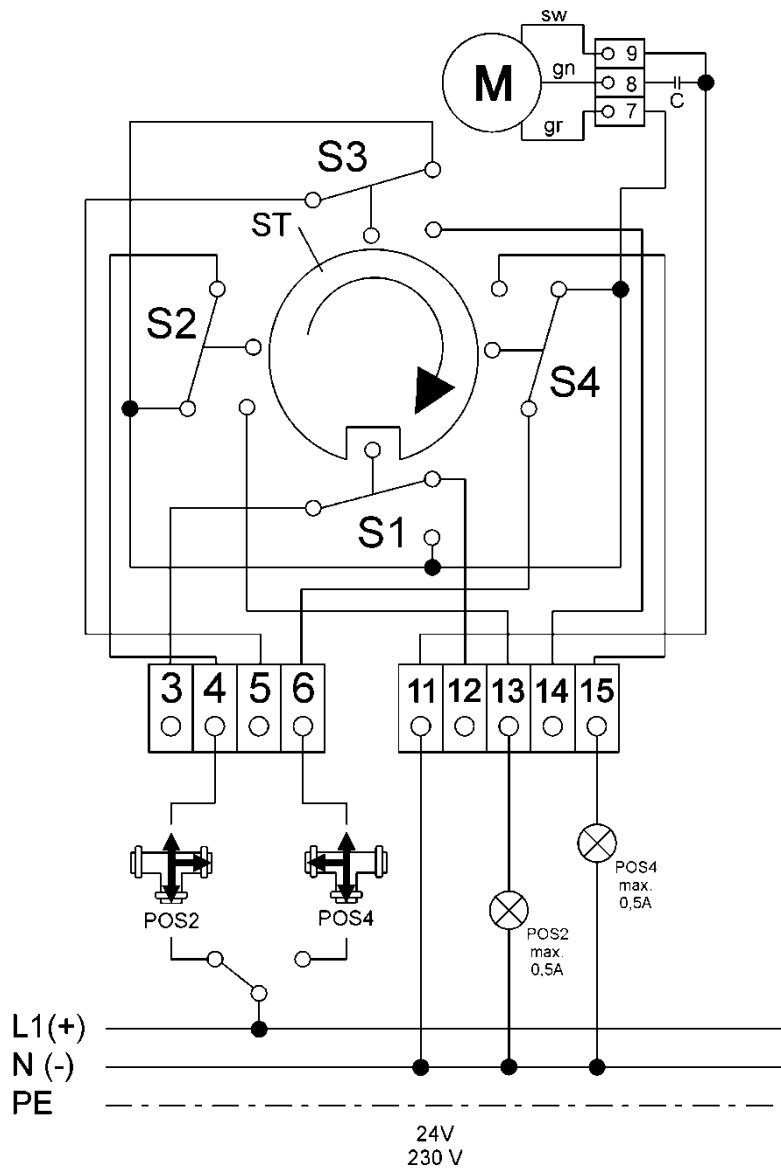 sw
9
gn
M
8
C
7
gr
S3
ST
S2
S4
S1
3 4 5 6 11 12 13 14 15
POS2
POS4
POS4
max.
0,5A
POS2
max.
0,5A
L1(+)
N (-)
PE
24V
230 V